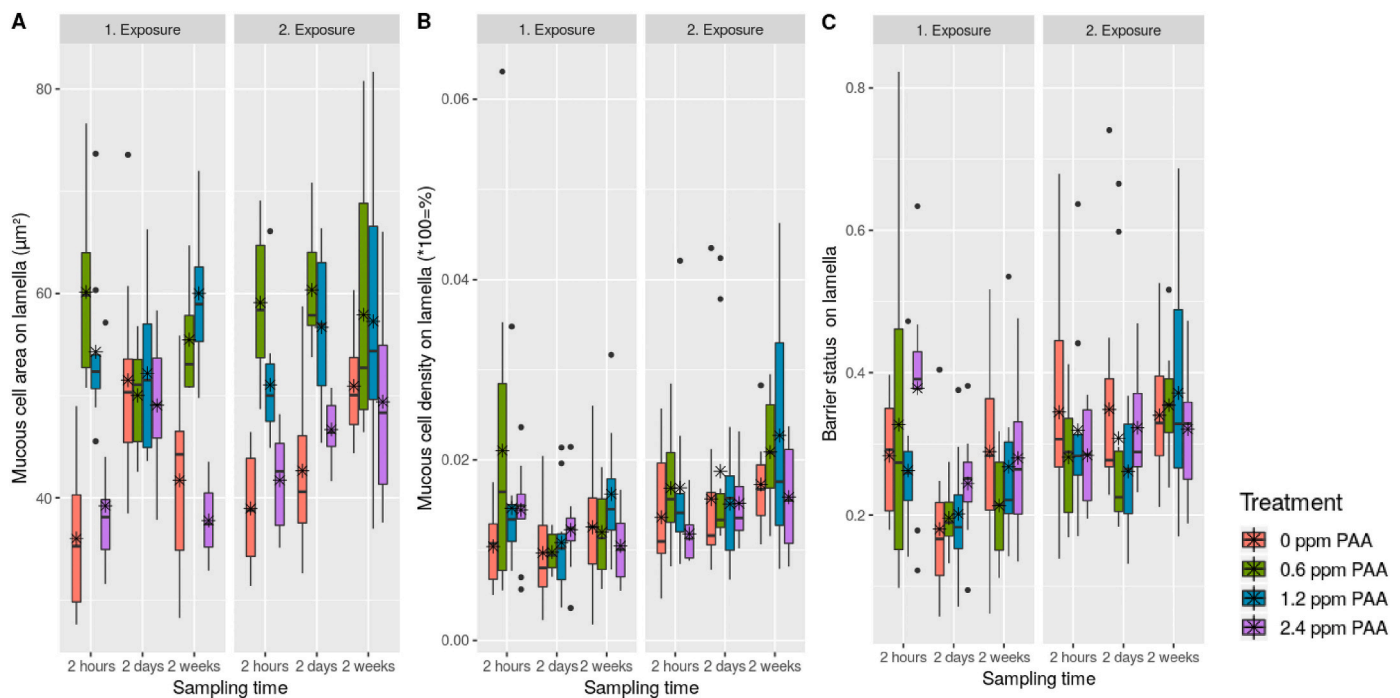 A
1. Exposure
2. Exposure
Mucous cell area on lamella (µm²)
80
60
40
2 hours
2 days
2 weeks
2 hours
2 days
2 weeks
Sampling time
B
1. Exposure
2. Exposure
Mucous cell density on lamella (*100=%)
0.06
0.04
0.02
0.00
2 hours
2 days
2 weeks
2 hours
2 days
2 weeks
Sampling time
C
1. Exposure
2. Exposure
Barrier status on lamella
0.8
0.6
0.4
0.2
2 hours
2 days
2 weeks
2 hours
2 days
2 weeks
Sampling time
Treatment
0 ppm PAA
0.6 ppm PAA
1.2 ppm PAA
2.4 ppm PAA